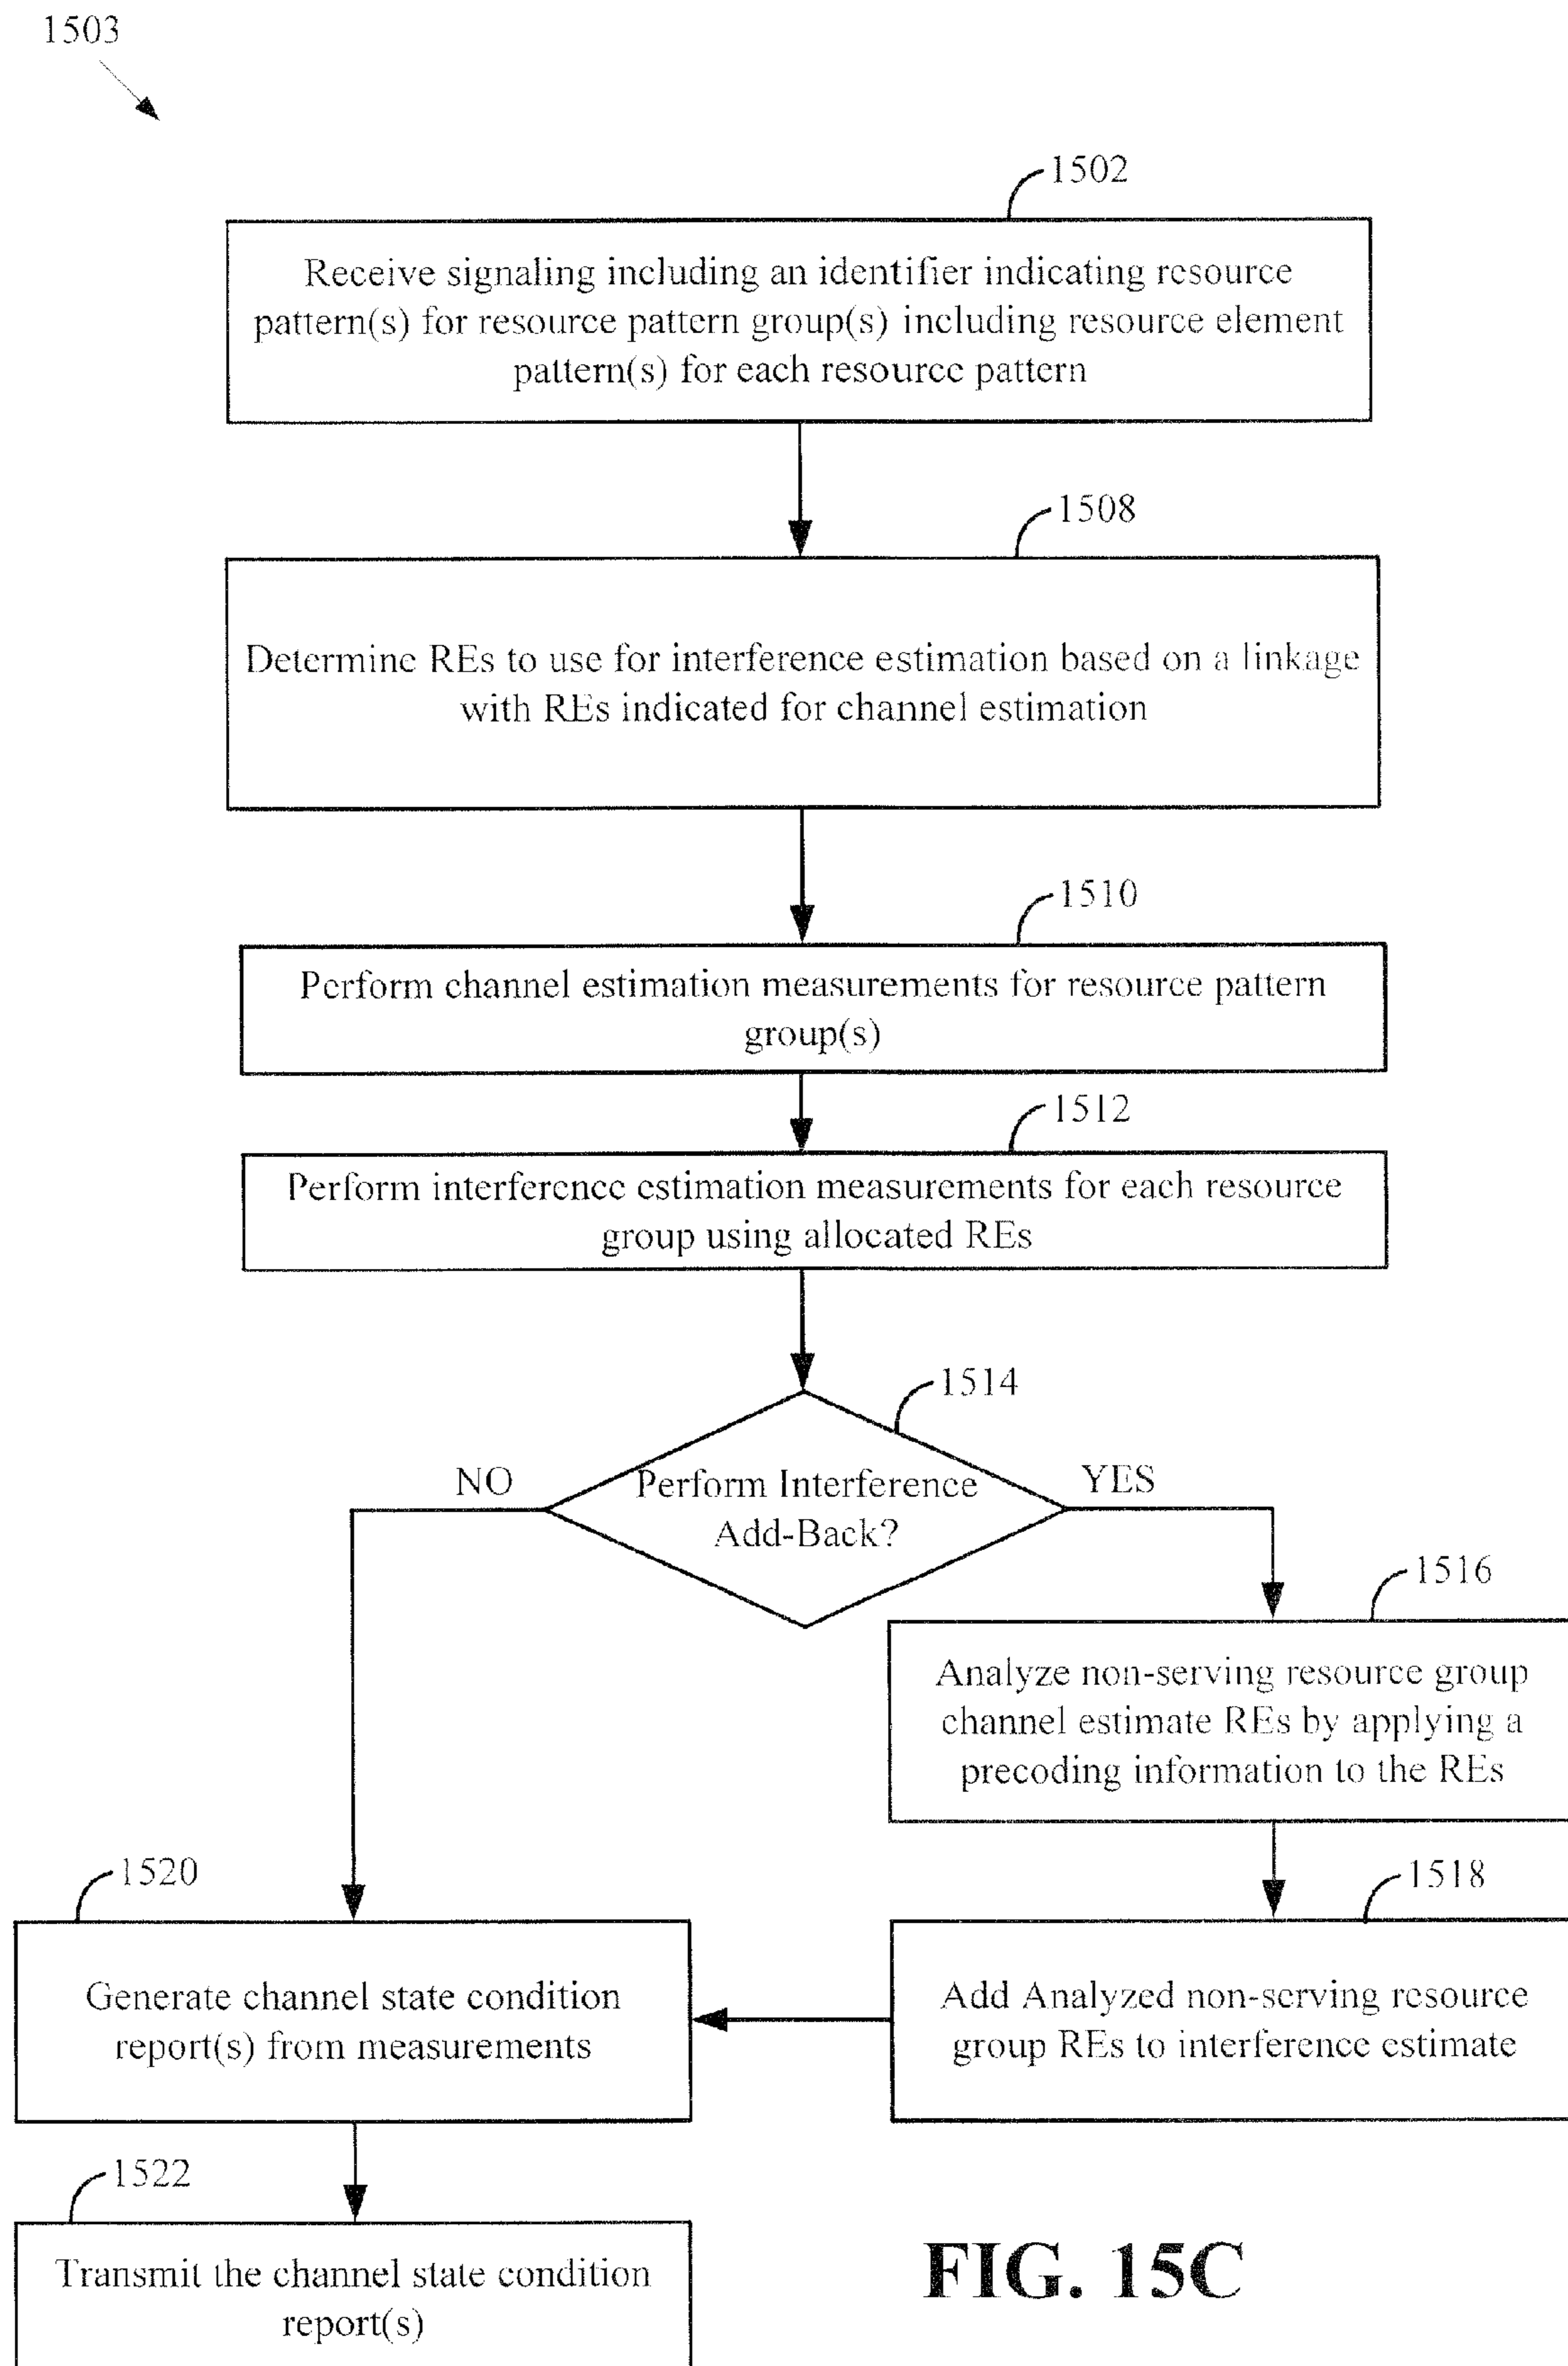 1503
1502
Receive signaling including an identifier indicating resource
pattern(s) for resource pattern group(s) including resource element
pattern(s) for each resource pattern
1508
Determine REs to use for interference estimation based on a linkage
with REs indicated for channel estimation
1510
Perform channel estimation measurements for resource pattern
group(s)
1512
Perform interference estimation measurements for each resource
group using allocated REs
1514
NO
Perform Interference
Add-Back?
YES
1516
Analyze non-serving resource group
channel estimate REs by applying a
precoding information to the REs
1520
Generate channel state condition
report(s) from measurements
1518
Add Analyzed non-serving resource
group REs to interference estimate
1522
Transmit the channel state condition
report(s)
FIG. 15C